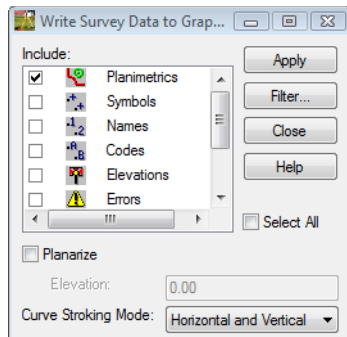 Write Survey Data to Grap...
Include:
Planimetrics
Symbols
Names
Codes
Elevations
Errors
Apply
Filter...
Close
Help
Select All
Planarize
Elevation: 0.00
Curve Stroking Mode: Horizontal and Vertical